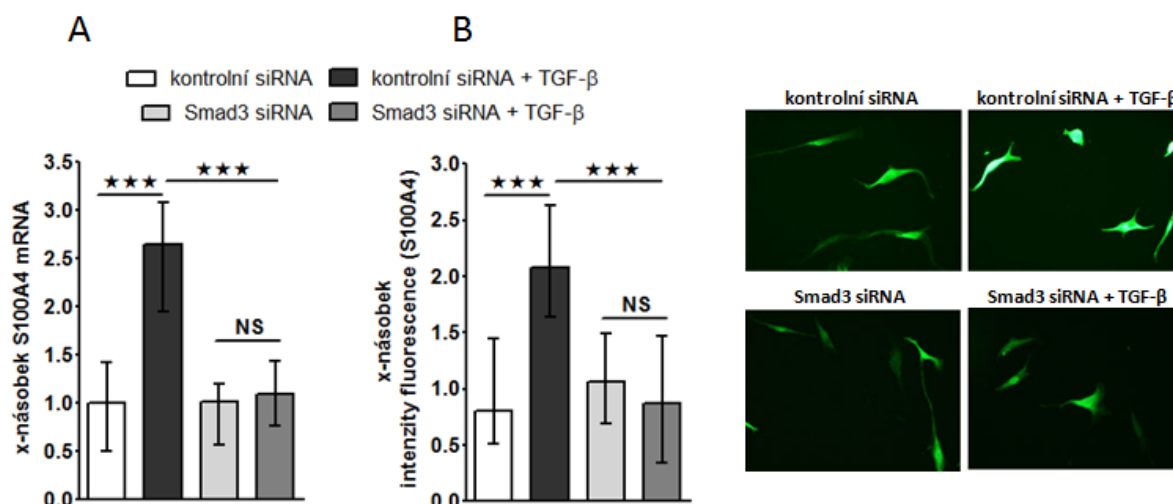 A
B
kontrolní siRNA
kontrolní siRNA + TGF-β
Smad3 siRNA
Smad3 siRNA + TGF-β
x-násobek S100A4 mRNA
3.5
3.0
2.5
2.0
1.5
1.0
0.5
0.0
★★★
★★★
NS
x-násobek
intenzity fluorescence (S100A4)
3.0
2.5
2.0
1.5
1.0
0.5
0.0
★★★
★★★
NS
kontrolní siRNA
kontrolní siRNA + TGF-β
Smad3 siRNA
Smad3 siRNA + TGF-β